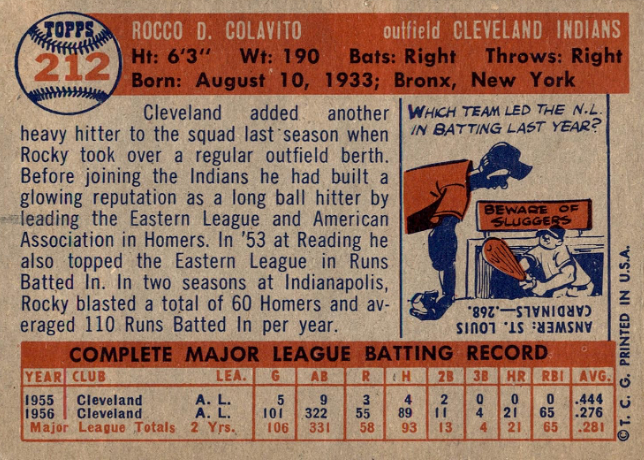 TOPPS
212
ROCCO D. COLAVITO outfield CLEVELAND INDIANS
Ht: 6'3" Wt: 190 Bats: Right Throws: Right
Born: August 10, 1933; Bronx, New York
Cleveland added another
heavy hitter to the squad last season when
Rocky took over a regular outfield berth.
Before joining the Indians he had built a
glowing reputation as a long ball hitter by
leading the Eastern League and American
Association in Homers. In '53 at Reading he
also topped the Eastern League in Runs
Batted In. In two seasons at Indianapolis,
Rocky blasted a total of 60 Homers and av-
eraged 110 Runs Batted In per year.
WHICH TEAM LED THE N.L.
IN BATTING LAST YEAR?
BEWARE OF
SLUGGERS
ANSWER: ST. LOUIS
CARDINALS—.268.
COMPLETE MAJOR LEAGUE BATTING RECORD
YEAR CLUB LEA. G AB R H 2B 3B HR RBI AVG.
1955 Cleveland A. L. 5 9 3 4 2 0 0 0 .444
1956 Cleveland A. L. 101 322 55 89 11 4 21 65 .276
Major League Totals 2 Yrs. 106 331 58 93 13 4 21 65 .281
© T. C. G. PRINTED IN U.S.A.